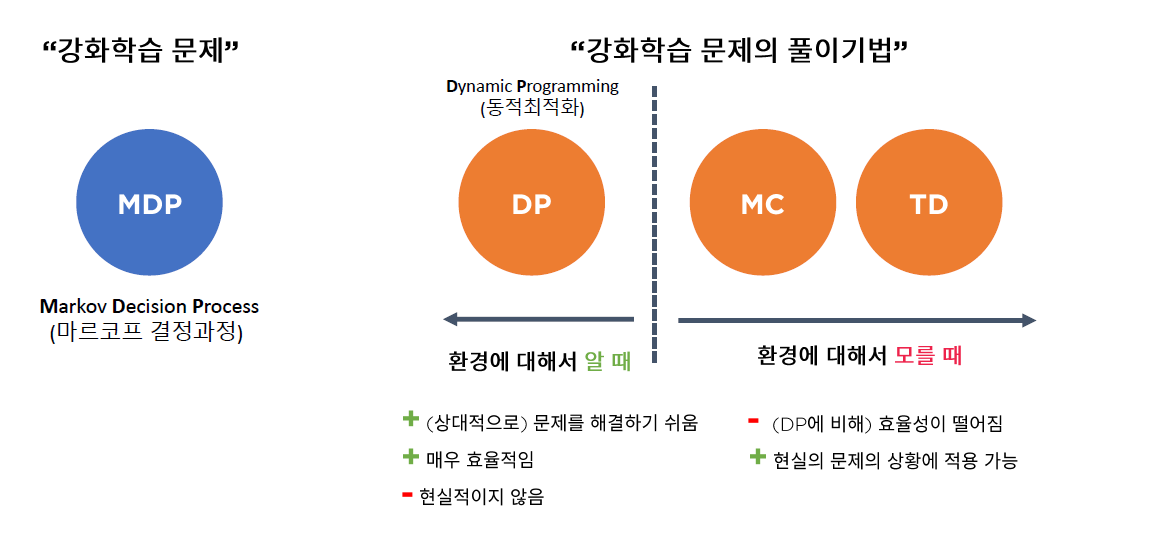 “강화학습 문제”
MDP
Markov Decision Process
(마르코프 결정과정)
“강화학습 문제의 풀이기법”
Dynamic Programming
(동적최적화)
DP
MC
TD
환경에 대해서 알 때
+ (상대적으로) 문제를 해결하기 쉬움
+ 매우 효율적임
- 현실적이지 않음
환경에 대해서 모를 때
- (DP에 비해) 효율성이 떨어짐
+ 현실의 문제의 상황에 적용 가능